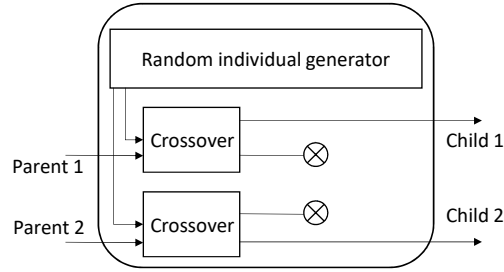 Random individual generator
Crossover
Child 1
Parent 1
Crossover
Child 2
Parent 2